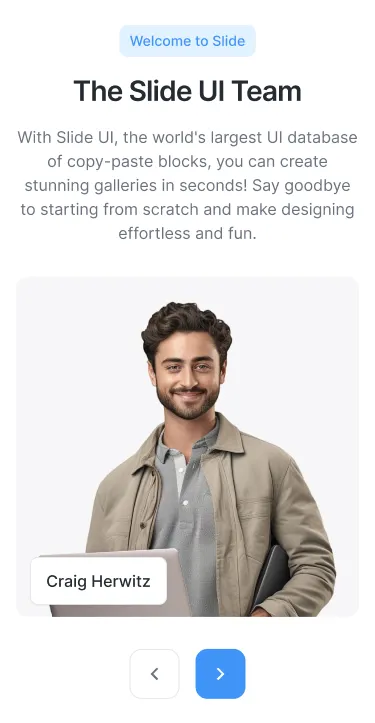 Welcome to Slide
The Slide UI Team
With Slide UI, the world's largest UI database
of copy-paste blocks, you can create
stunning galleries in seconds! Say goodbye
to starting from scratch and make designing
effortless and fun.
Craig Herwitz